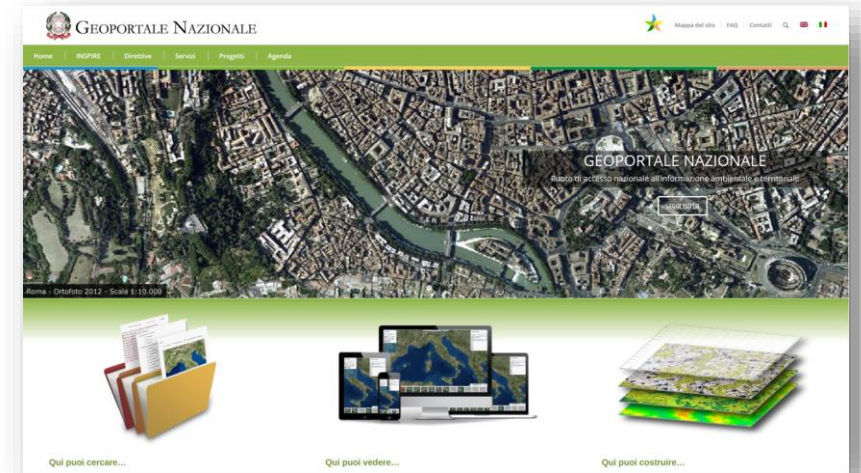 GEOPORTALE NAZIONALE
Mappa del sito FAQ Contatti
Home INSPIRE Direttive Servizi Progetti Agenda
GEOPORTALE NAZIONALE
Punto di accesso nazionale all'informazione ambientale e territoriale
LEGGI TUTTO
Roma - Ortofoto 2012 - Scala 1:10.000
Qui puoi cercare...
Qui puoi vedere...
Qui puoi costruire...